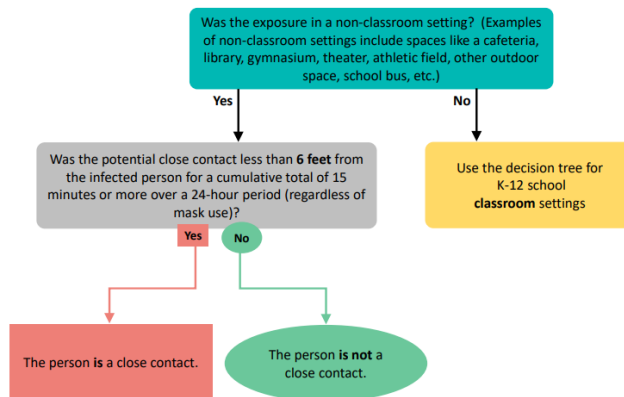 Was the exposure in a non-classroom setting? (Examples
of non-classroom settings include spaces like a cafeteria,
library, gymnasium, theater, athletic field, other outdoor
space, school bus, etc.)
Yes
No
Was the potential close contact less than 6 feet from
the infected person for a cumulative total of 15
minutes or more over a 24-hour period (regardless of
mask use)?
Use the decision tree for
K-12 school
classroom settings
Yes
No
The person is a close contact.
The person is not a
close contact.